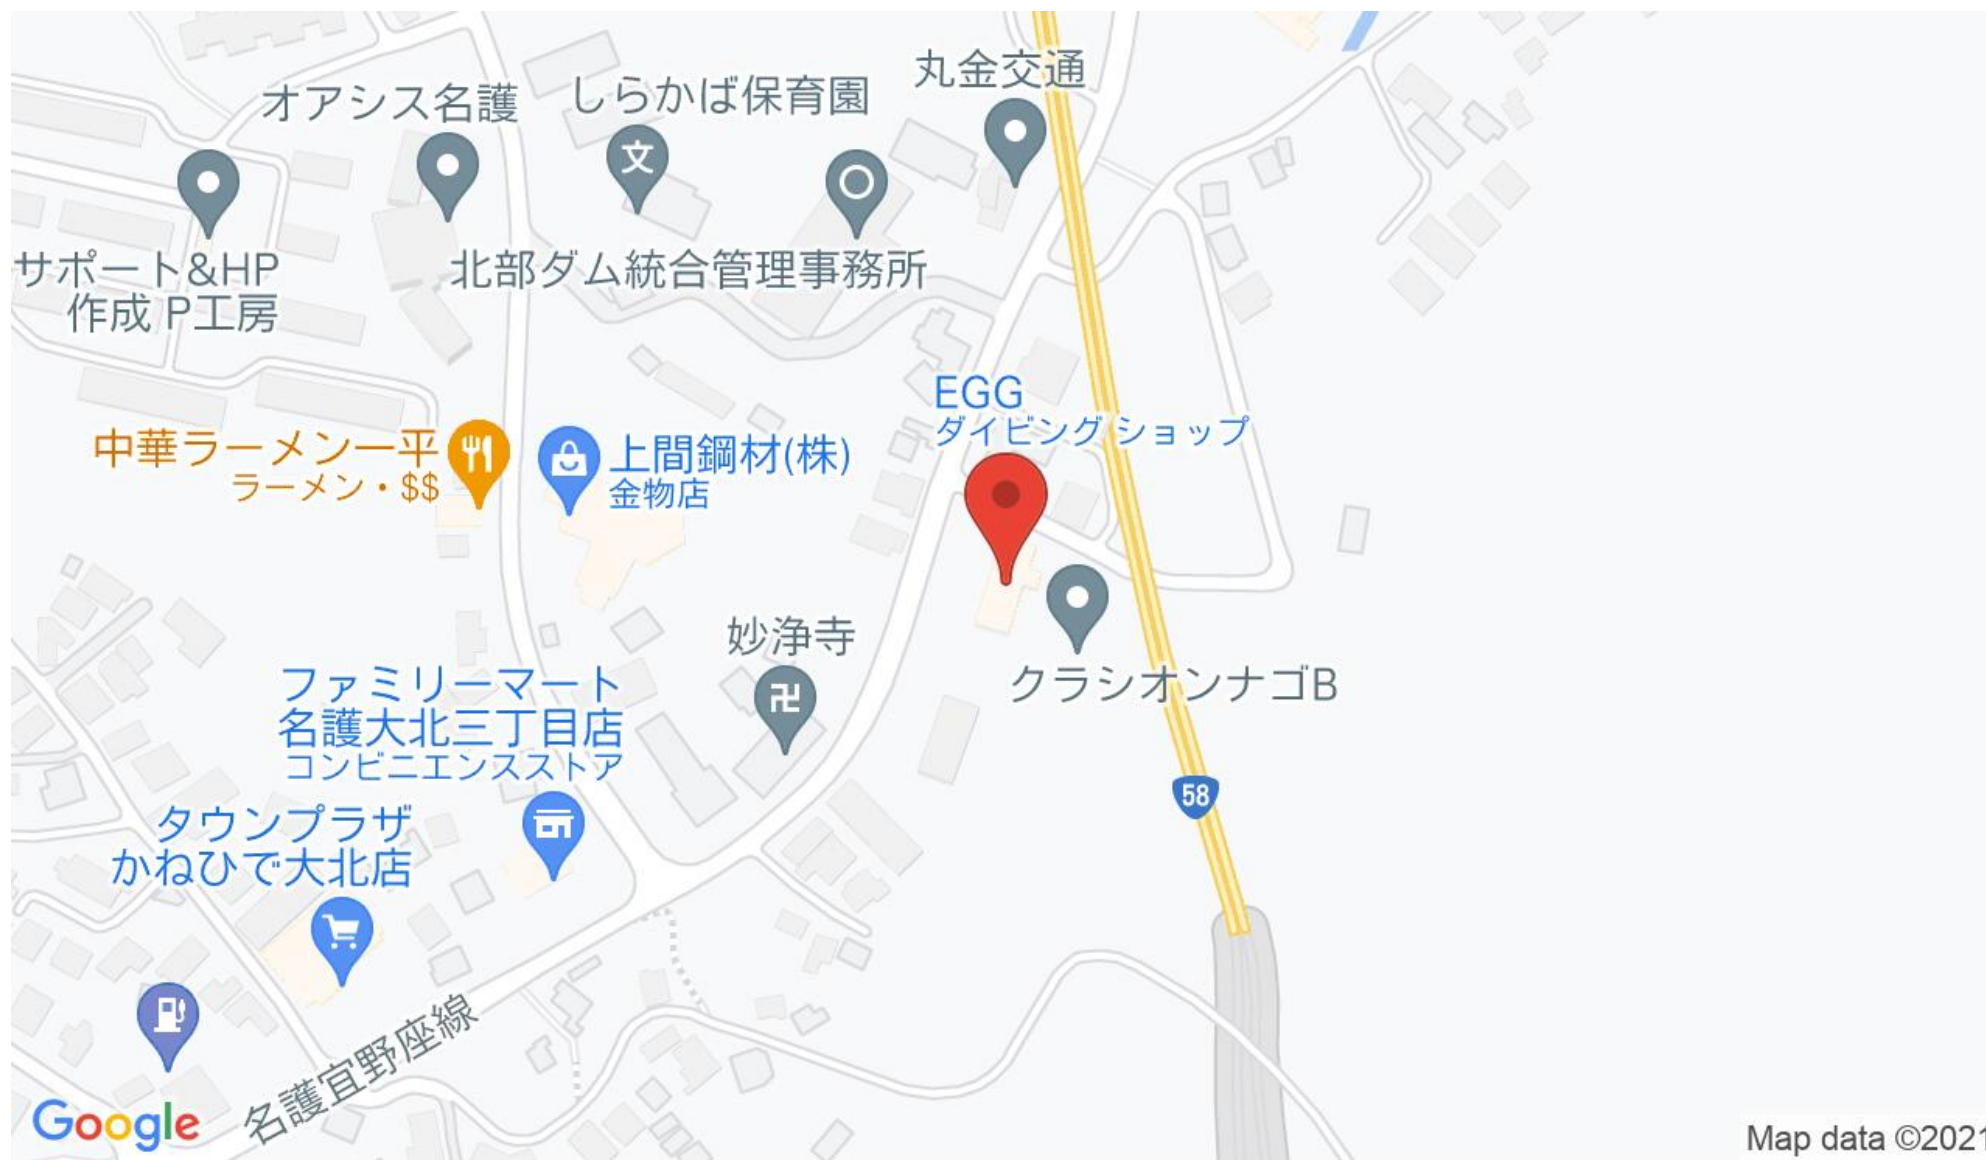 丸金交通
オアシス名護
しらかば保育園
文
サポート&HP
作成 P工房
北部ダム統合管理事務所
EGG
ダイビング ショップ
中華ラーメン一平
ラーメン・$$
上間鋼材(株)
金物店
妙浄寺
卍
クラシオンナゴB
ファミリーマート
名護大北三丁目店
コンビニエンスストア
58
タウンプラザ
かねひで大北店
名護宜野座線
Google
Map data ©2021